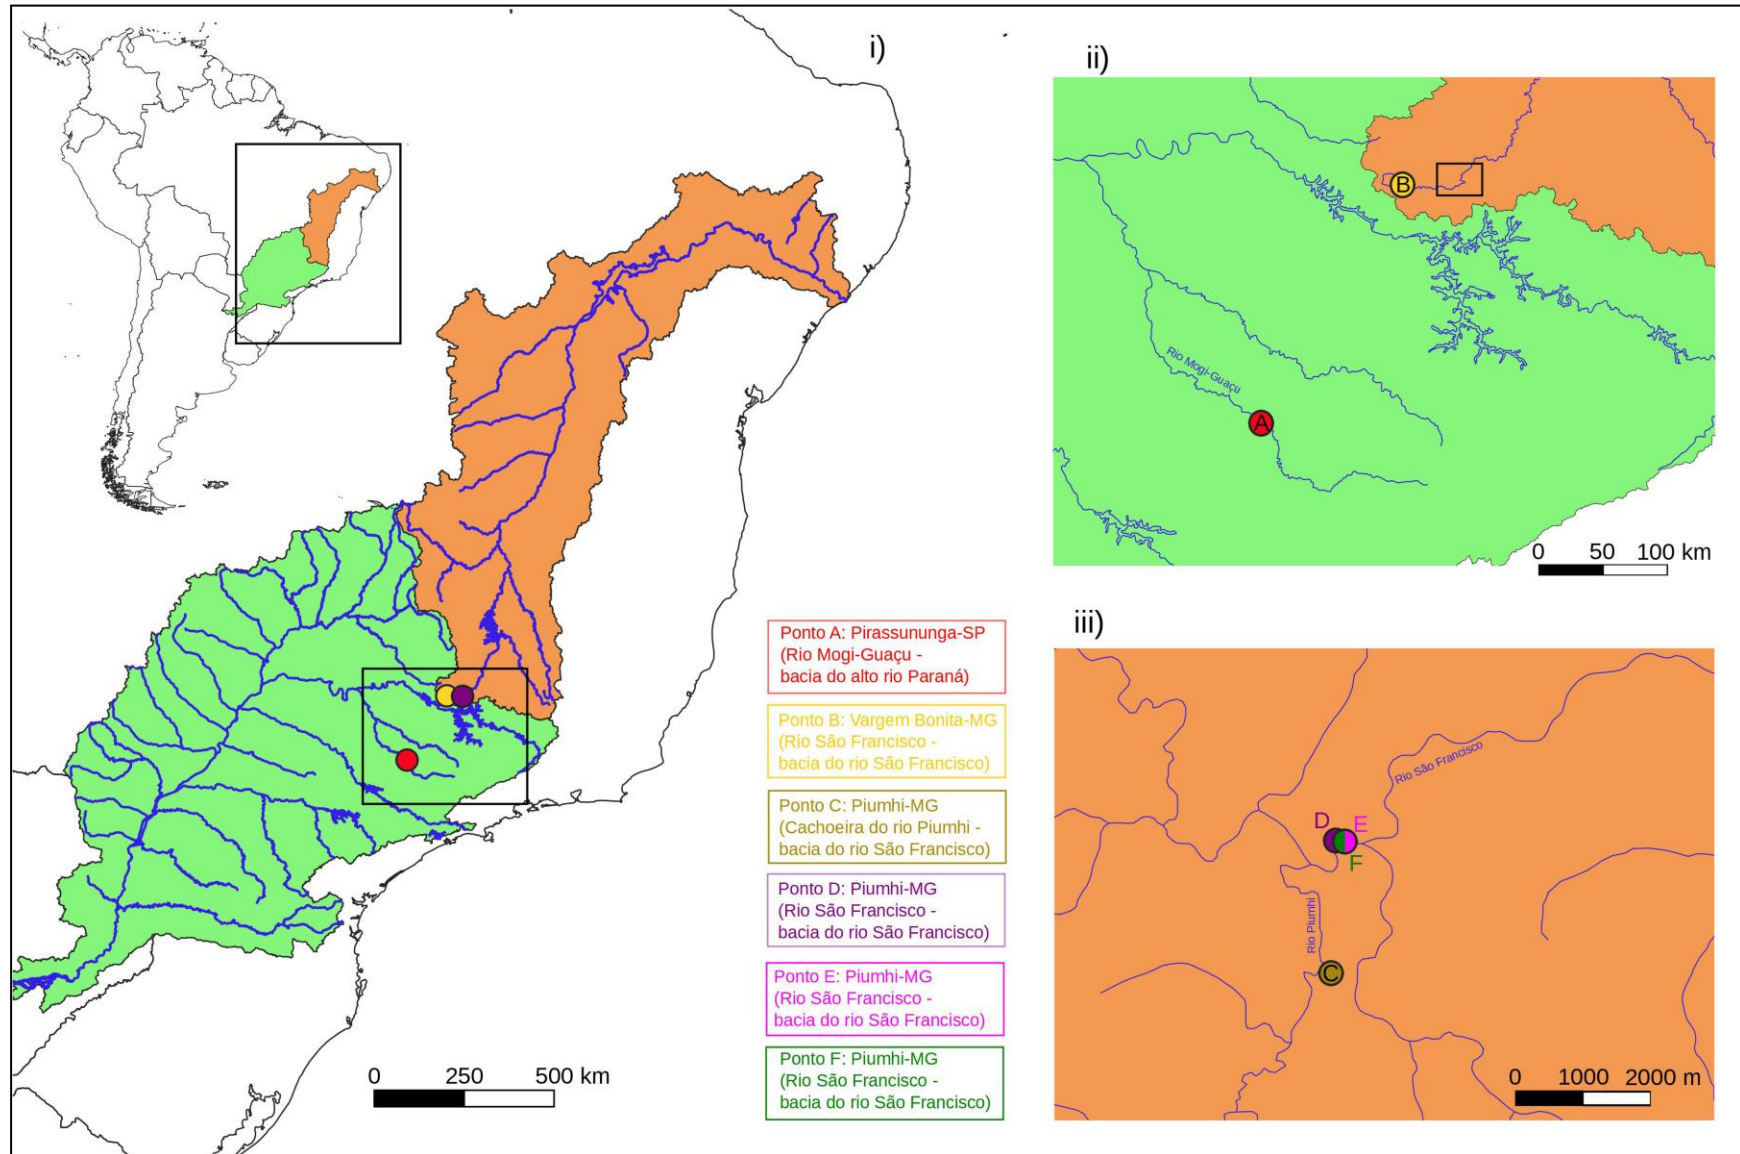 i)
0 250 500 km
Ponto A: Pirassununga-SP
(Rio Mogi-Guaçu -
bacia do alto rio Paraná)
Ponto B: Vargem Bonita-MG
(Rio São Francisco -
bacia do rio São Francisco)
Ponto C: Piumhi-MG
(Cachoeira do rio Piumhi -
bacia do rio São Francisco)
Ponto D: Piumhi-MG
(Rio São Francisco -
bacia do rio São Francisco)
Ponto E: Piumhi-MG
(Rio São Francisco -
bacia do rio São Francisco)
Ponto F: Piumhi-MG
(Rio São Francisco -
bacia do rio São Francisco)
ii)
B
Rio Mogi-Guaçu
A
0 50 100 km
iii)
Rio São Francisco
D E
F
Rio Piumhi
C
0 1000 2000 m